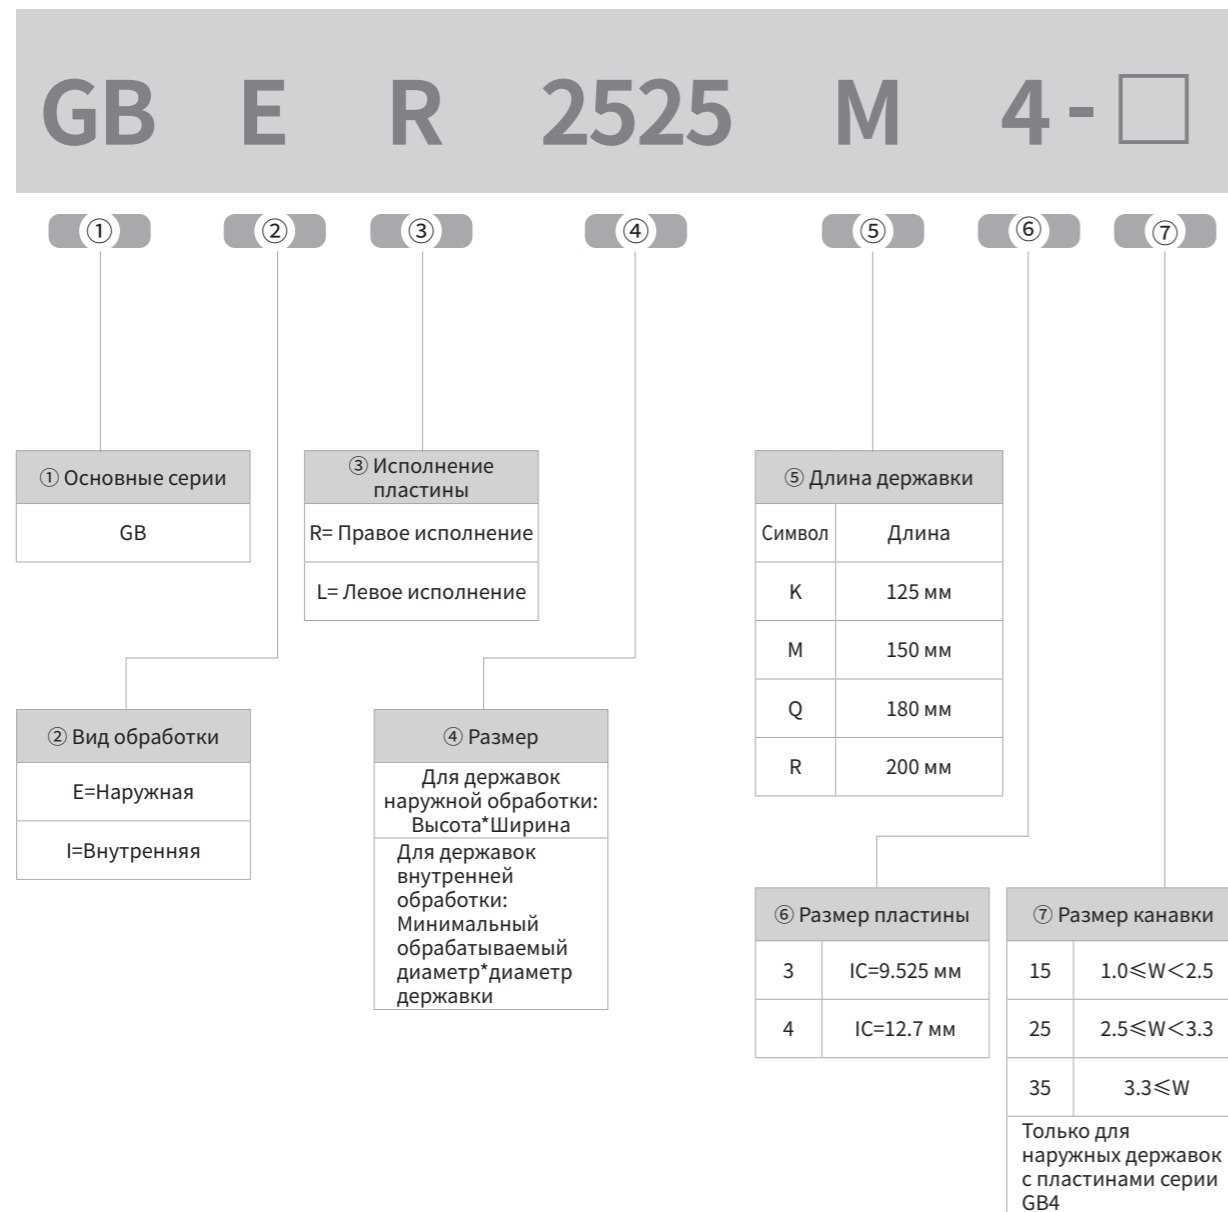 GB E R 2525 M 4-□
① ② ③ ④ ⑤ ⑥ ⑦
① Основные серии
GB
② Вид обработки
E=Наружная
I=Внутренняя
③ Исполнение
пластины
R= Правое исполнение
L= Левое исполнение
④ Размер
Для державок
наружной обработки:
Высота*Ширина
Для державок
внутренней
обработки:
Минимальный
обрабатываемый
диаметр*диаметр
державки
⑤ Длина державки
Символ Длина
K 125 мм
M 150 мм
Q 180 мм
R 200 мм
⑥ Размер пластины
3 IC=9.525 мм
4 IC=12.7 мм
⑦ Размер канавки
15 1.0≤W<2.5
25 2.5≤W<3.3
35 3.3≤W
Только для
наружных державок
с пластинами серии
GB4